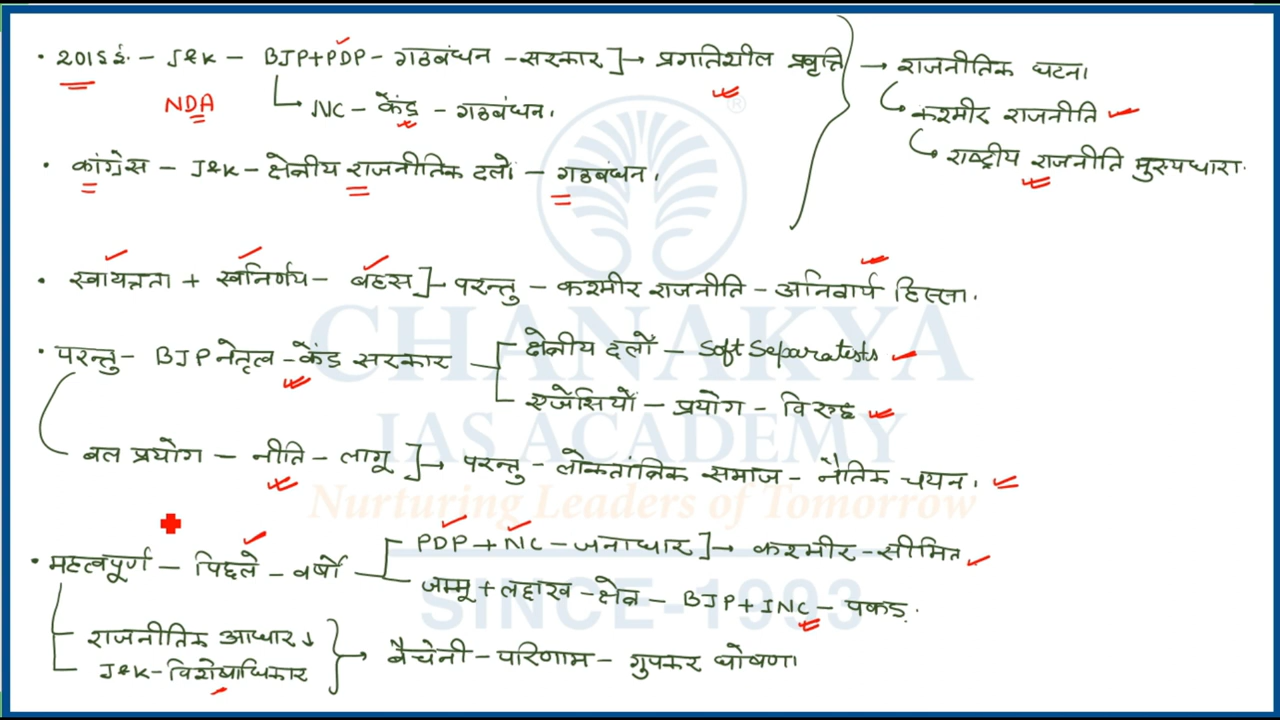 • 2015 ई. – J&K – BJP+PDP – गठबंधन – सरकार ] → प्रगतिशील प्रवृत्ति → राजनीतिक घटना
NDA
NC – केंद्र – गठबंधन.
कश्मीर राजनीति
राष्ट्रीय राजनीति मुख्यधारा.
• कांग्रेस – J&K – क्षेत्रीय राजनीतिक दलों – गठबंधन.
• स्वायत्तता + स्वनिर्णय – बहस ] → परन्तु – कश्मीर राजनीति – अनिवार्य हिस्सा.
• परन्तु – BJP नेतृत्व – केंद्र सरकार
क्षेत्रीय दलों – Soft Separatists
एजेंसियों – प्रयोग – विरुद्ध
बल प्रयोग – नीति – लागू ] → परन्तु – लोकतांत्रिक समाज – नैतिक चयन.
• महत्वपूर्ण – पिछले – वर्षों
PDP + NC – जनाधार ] → कश्मीर – सीमित
जम्मू + लद्दाख – क्षेत्र – BJP + INC – पकड़.
राजनीतिक आधार ↓
J&K – विशेषाधिकार
→ बैचेनी – परिणाम – गुपकर घोषणा
®
CHANAKYA
IAS ACADEMY
Nurturing Leaders of Tomorrow
SINCE-1993